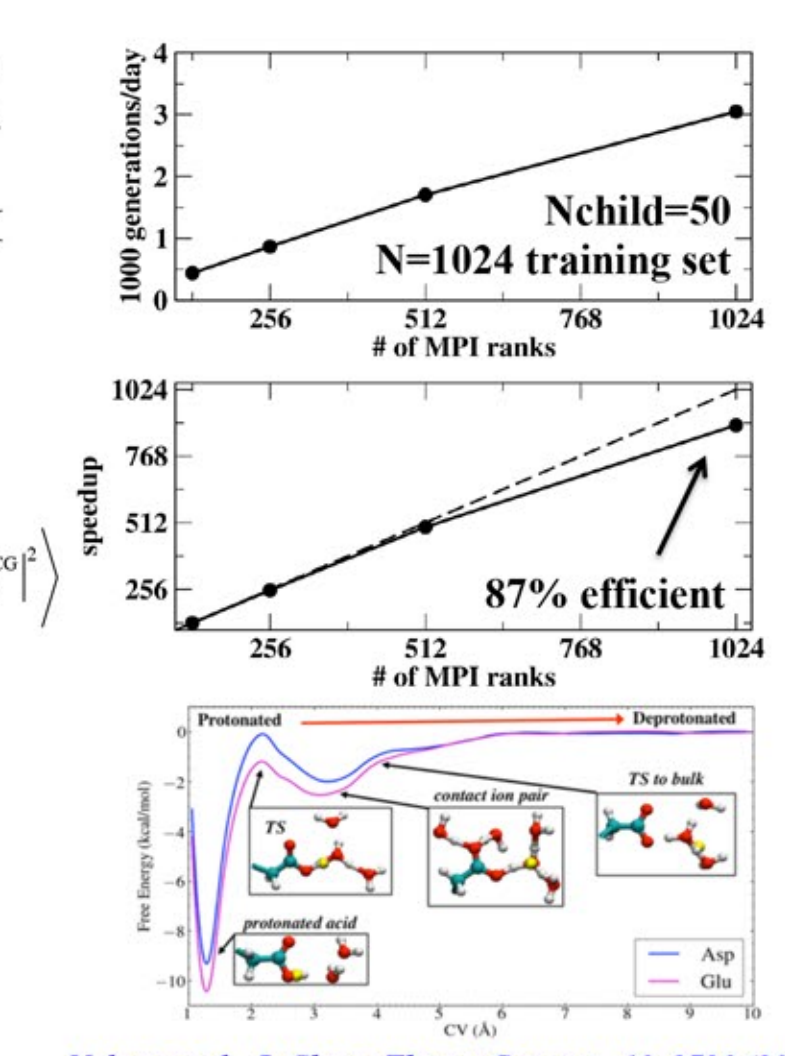 1000 generations/day
4
3
2
1
0
Nchild=50
N=1024 training set
256 512 768 1024
# of MPI ranks
speedup
1024
768
512
256
87% efficient
256 512 768 1024
# of MPI ranks
CG|²
Protonated Deprotonated
Free Energy (kcal/mol)
0
−2
−4
−6
−8
−10
TS
contact ion pair
TS to bulk
protonated acid
Asp
Glu
1 2 3 4 5 6 7 8 9 10
CV (Å)